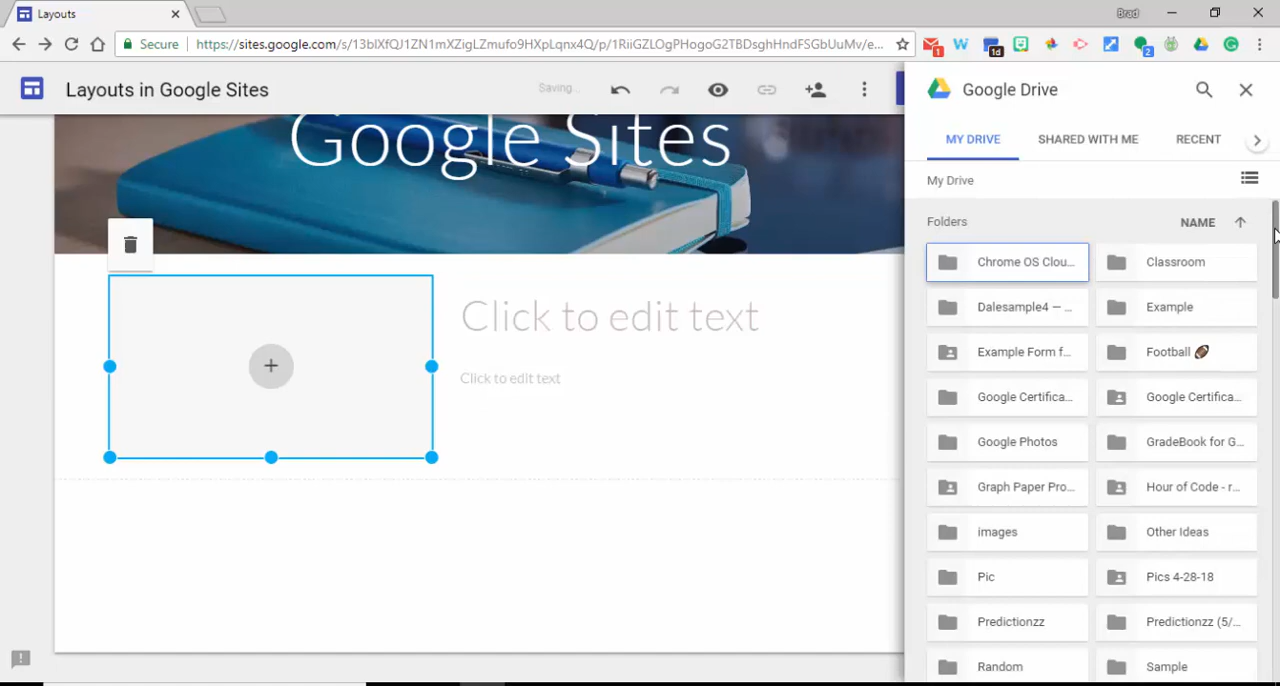 Layouts
Brad
Secure
https://sites.google.com/s/13blXfQJ1ZN1mXZigLZmufo9HXpLqnx4Q/p/1RiiGZLOgPHogoG2TBDsghHndFSGbUuMv/e...
1
W
1d
2
Layouts in Google Sites
Saving...
Google Sites
Click to edit text
Click to edit text
Google Drive
MY DRIVE
SHARED WITH ME
RECENT
My Drive
Folders
NAME
Chrome OS Clou...
Classroom
Dalesample4 — ...
Example
Example Form f...
Football 🏈
Google Certifica...
Google Certifica...
Google Photos
GradeBook for G...
Graph Paper Pro...
Hour of Code - r...
images
Other Ideas
Pic
Pics 4-28-18
Predictionzz
Predictionzz (5/...
Random
Sample